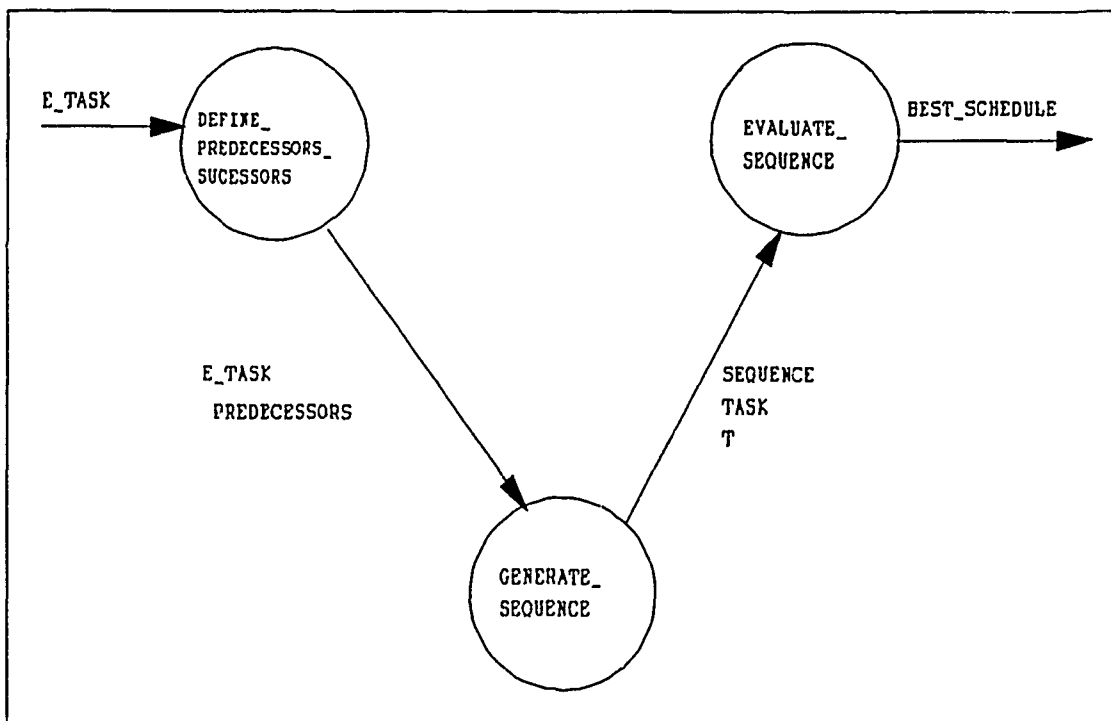 E_TASK
DEFINE_
PREDECESSORS_
SUCESSORS
EVALUATE_
SEQUENCE
BEST_SCHEDULE
E_TASK
PREDECESSORS
SEQUENCE
TASK
T
GENERATE_
SEQUENCE